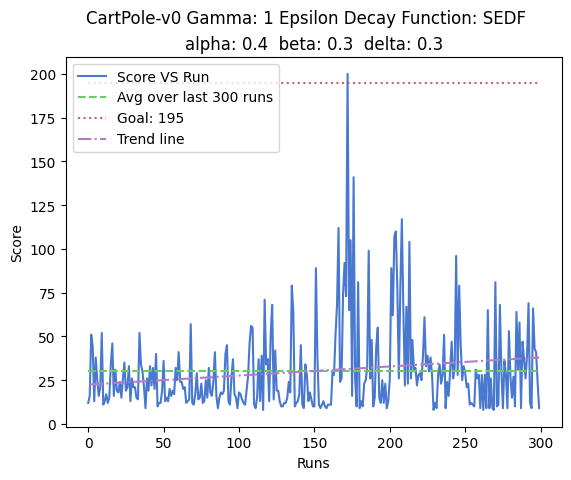 CartPole-v0 Gamma: 1 Epsilon Decay Function: SEDF
alpha: 0.4 beta: 0.3 delta: 0.3
Score VS Run
Avg over last 300 runs
Goal: 195
Trend line
Score
200
175
150
125
100
75
50
25
0
0 50 100 150 200 250 300
Runs